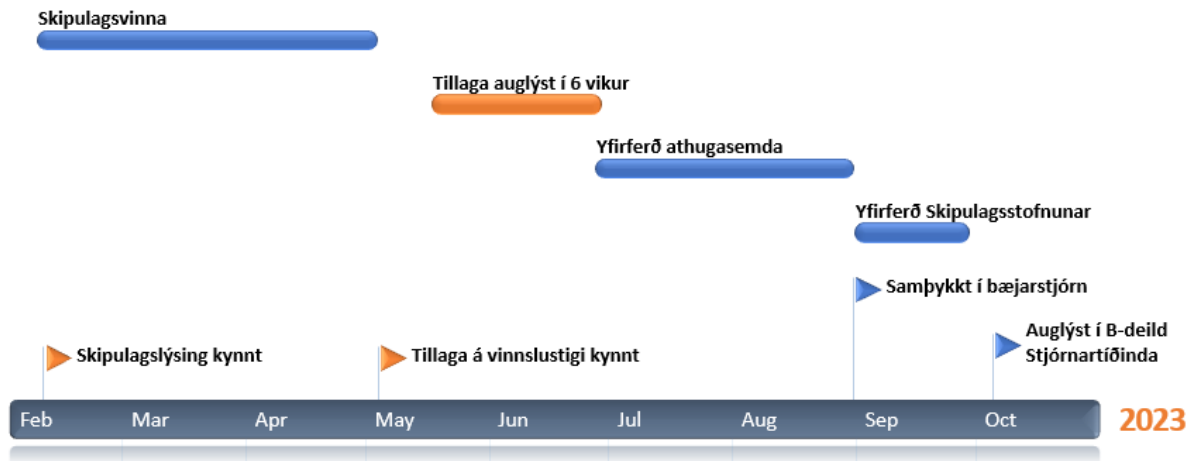 Skipulagsvinna
Tillaga auglýst í 6 vikur
Yfirferð athugasemda
Yfirferð Skipulagsstofnunar
Samþykkt í bæjarstjórn
Auglýst í B-deild
Stjórnartíðinda
Skipulagslýsing kynnt
Tillaga á vinnslustigi kynnt
Feb Mar Apr May Jun Jul Aug Sep Oct 2023